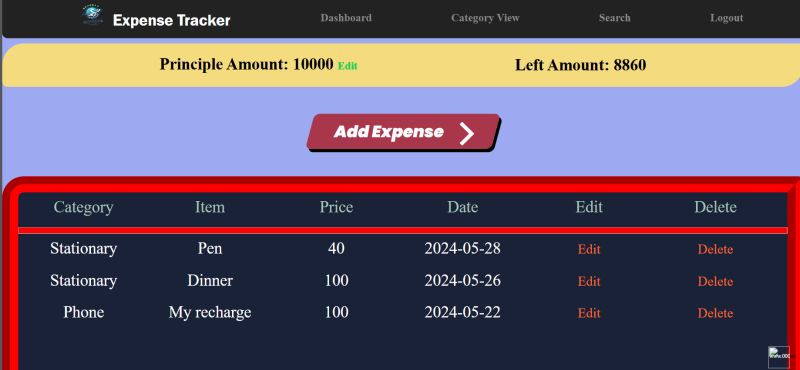 Expense Tracker Dashboard Category View Search Logout
Principle Amount: 10000 Edit Left Amount: 8860
Add Expense
Category Item Price Date Edit Delete
Stationary Pen 40 2024-05-28 Edit Delete
Stationary Dinner 100 2024-05-26 Edit Delete
Phone My recharge 100 2024-05-22 Edit Delete